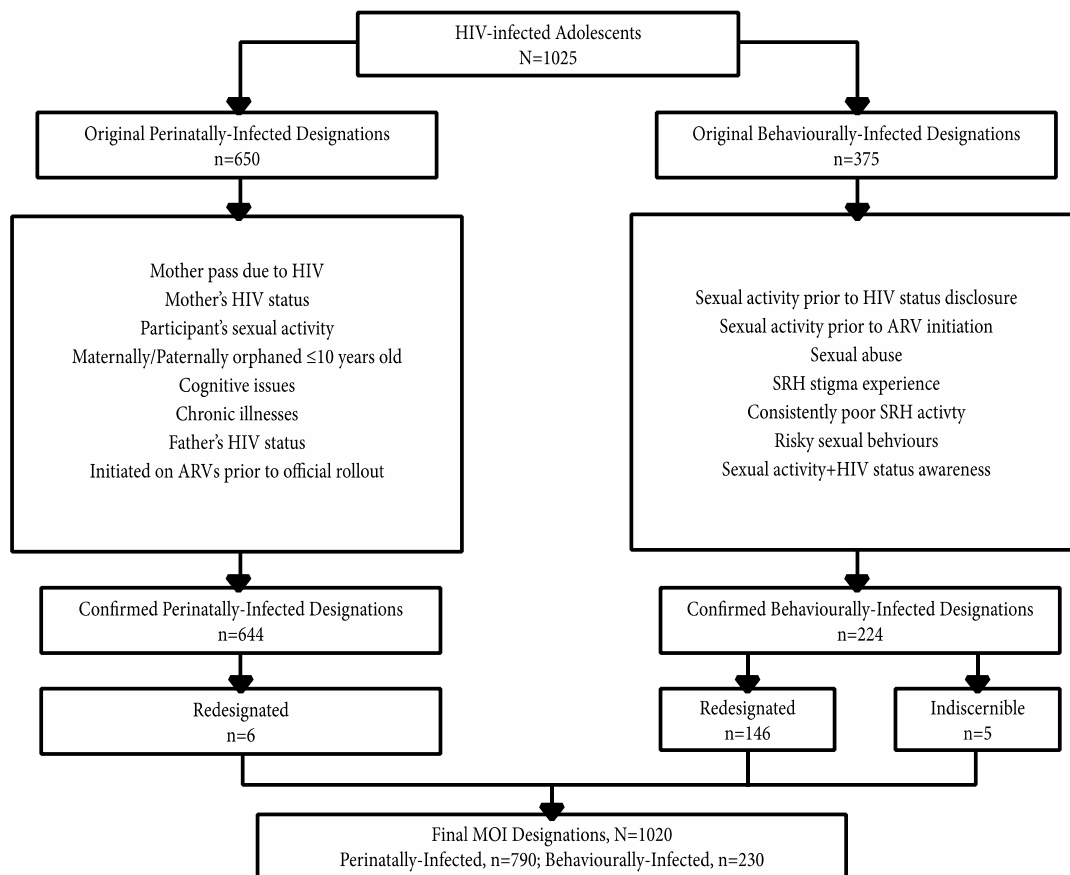 HIV-infected Adolescents
N=1025
Original Perinatally-Infected Designations
n=650
Original Behaviourally-Infected Designations
n=375
Mother pass due to HIV
Mother's HIV status
Participant's sexual activity
Maternally/Paternally orphaned ≤10 years old
Cognitive issues
Chronic illnesses
Father's HIV status
Initiated on ARVs prior to official rollout
Sexual activity prior to HIV status disclosure
Sexual activity prior to ARV initiation
Sexual abuse
SRH stigma experience
Consistently poor SRH activty
Risky sexual behviours
Sexual activity+HIV status awareness
Confirmed Perinatally-Infected Designations
n=644
Confirmed Behaviourally-Infected Designations
n=224
Redesignated
n=6
Redesignated
n=146
Indiscernible
n=5
Final MOI Designations, N=1020
Perinatally-Infected, n=790; Behaviourally-Infected, n=230